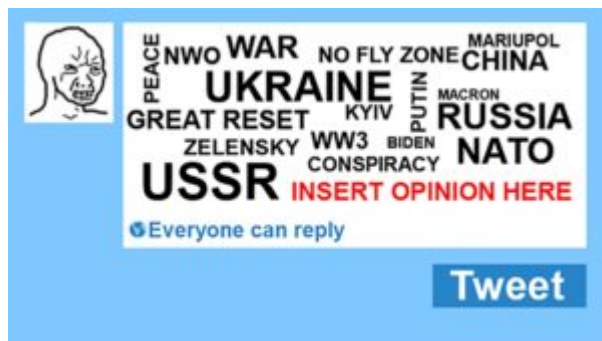 PEACE
NWO WAR NO FLY ZONE
MARIUPOL
CHINA
UKRAINE
PUTIN
MACRON
GREAT RESET
KYIV
RUSSIA
ZELENSKY WW3 BIDEN
NATO
CONSPIRACY
USSR INSERT OPINION HERE
Everyone can reply
Tweet